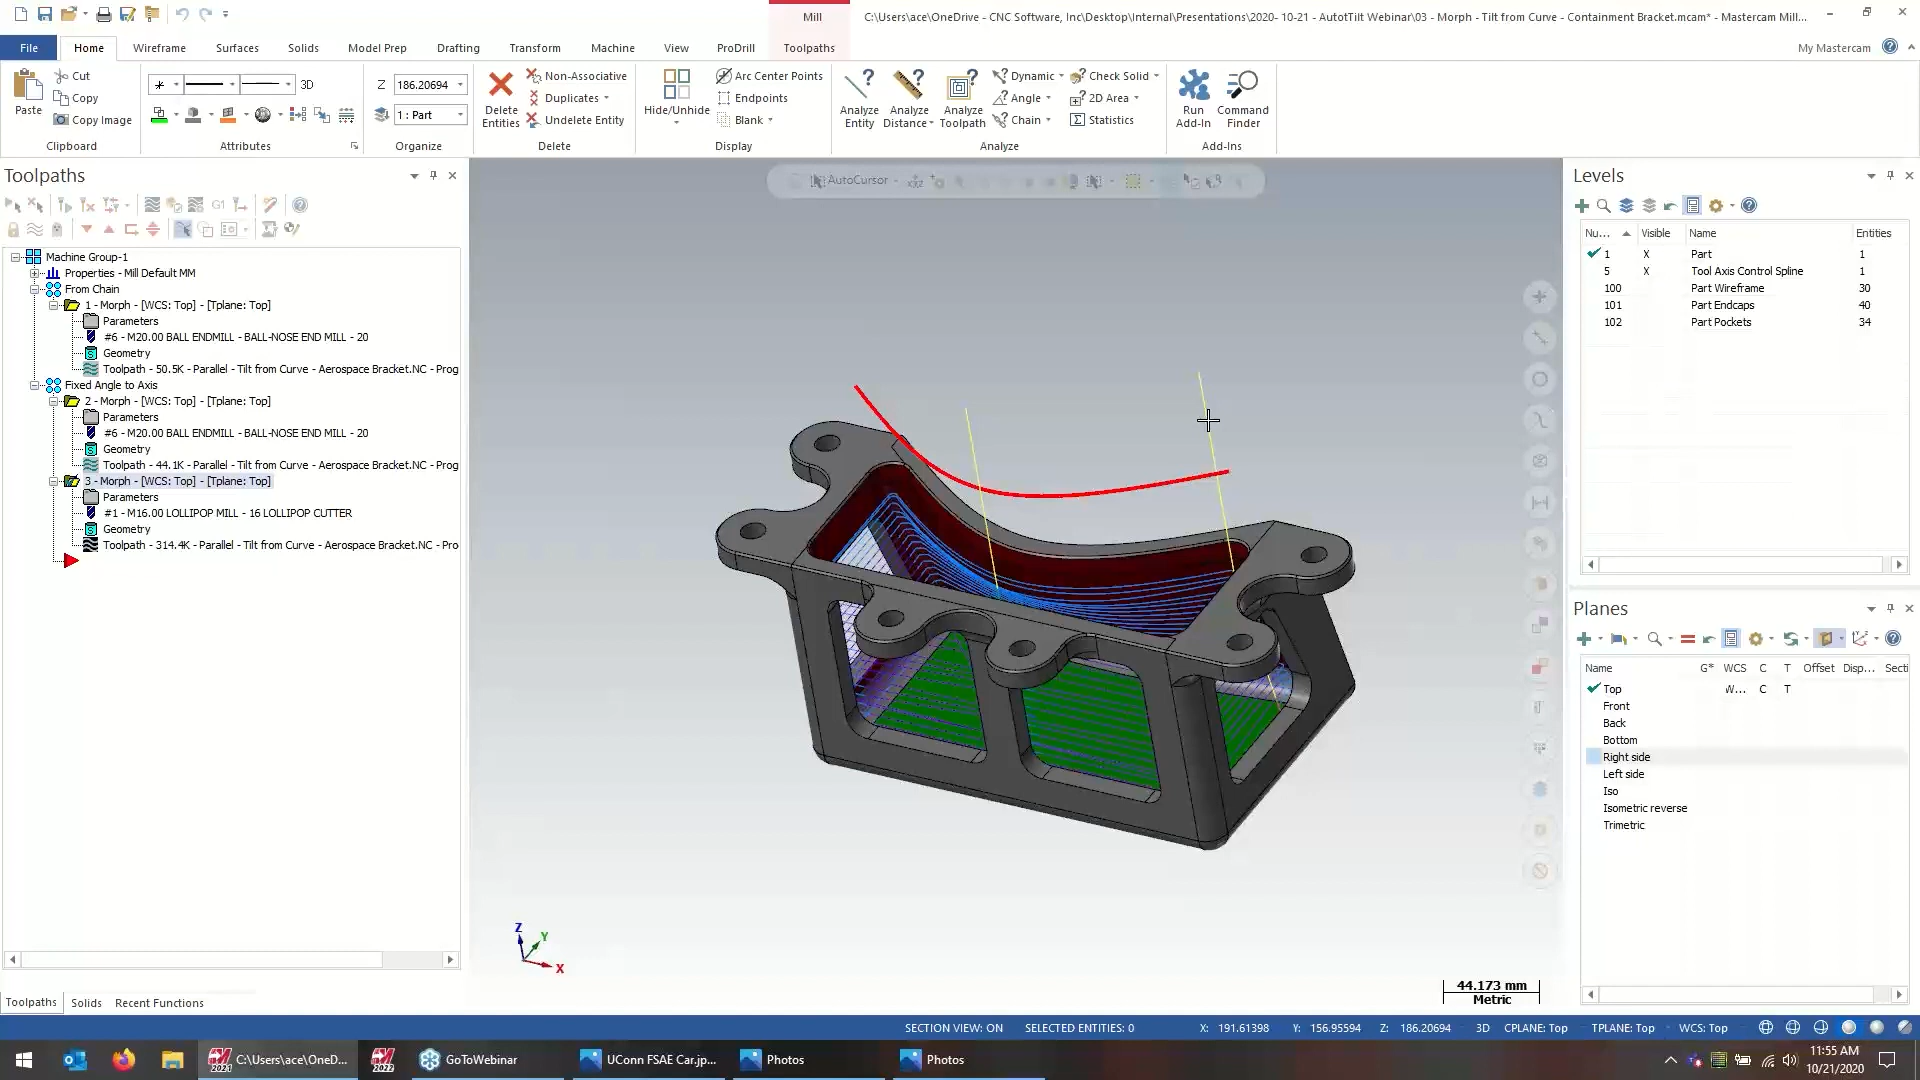 Mill
C:\Users\ace\OneDrive - CNC Software, Inc\Desktop\Internal\Presentations\2020- 10-21 - AutotTilt Webinar\03 - Morph - Tilt from Curve - Containment Bracket.mcam* - Mastercam Mill...
File Home Wireframe Surfaces Solids Model Prep Drafting Transform Machine View ProDrill Toolpaths My Mastercam
Paste Cut Copy Copy Image Clipboard
3D Attributes
Z 186.20694 1 : Part Organize
Delete Entities Non-Associative Duplicates Undelete Entity Delete
Hide/Unhide Arc Center Points Endpoints Blank Display
Analyze Entity Analyze Distance Analyze Toolpath Dynamic Angle Chain Check Solid 2D Area Statistics Analyze
Run Add-In Command Finder Add-Ins
Toolpaths
G1
Machine Group-1
Properties - Mill Default MM
From Chain
1 - Morph - [WCS: Top] - [Tplane: Top]
Parameters
#6 - M20.00 BALL ENDMILL - BALL-NOSE END MILL - 20
Geometry
Toolpath - 50.5K - Parallel - Tilt from Curve - Aerospace Bracket.NC - Prog
Fixed Angle to Axis
2 - Morph - [WCS: Top] - [Tplane: Top]
Parameters
#6 - M20.00 BALL ENDMILL - BALL-NOSE END MILL - 20
Geometry
Toolpath - 44.1K - Parallel - Tilt from Curve - Aerospace Bracket.NC - Prog
3 - Morph - [WCS: Top] - [Tplane: Top]
Parameters
#1 - M16.00 LOLLIPOP MILL - 16 LOLLIPOP CUTTER
Geometry
Toolpath - 314.4K - Parallel - Tilt from Curve - Aerospace Bracket.NC - Pro
Toolpaths Solids Recent Functions
AutoCursor
Z
Y
X
44.173 mm
Metric
Levels
Nu... Visible Name Entities
1 X Part 1
5 X Tool Axis Control Spline 1
100 Part Wireframe 30
101 Part Endcaps 40
102 Part Pockets 34
Planes
Name G* WCS C T Offset Disp... Secti
Top W... C T
Front
Back
Bottom
Right side
Left side
Iso
Isometric reverse
Trimetric
SECTION VIEW: ON SELECTED ENTITIES: 0 X: 191.61398 Y: 156.95594 Z: 186.20694 3D CPLANE: Top TPLANE: Top WCS: Top
2021 C:\Users\ace\OneD... 2022 GoToWebinar UConn FSAE Car.jp... Photos Photos
11:55 AM
10/21/2020